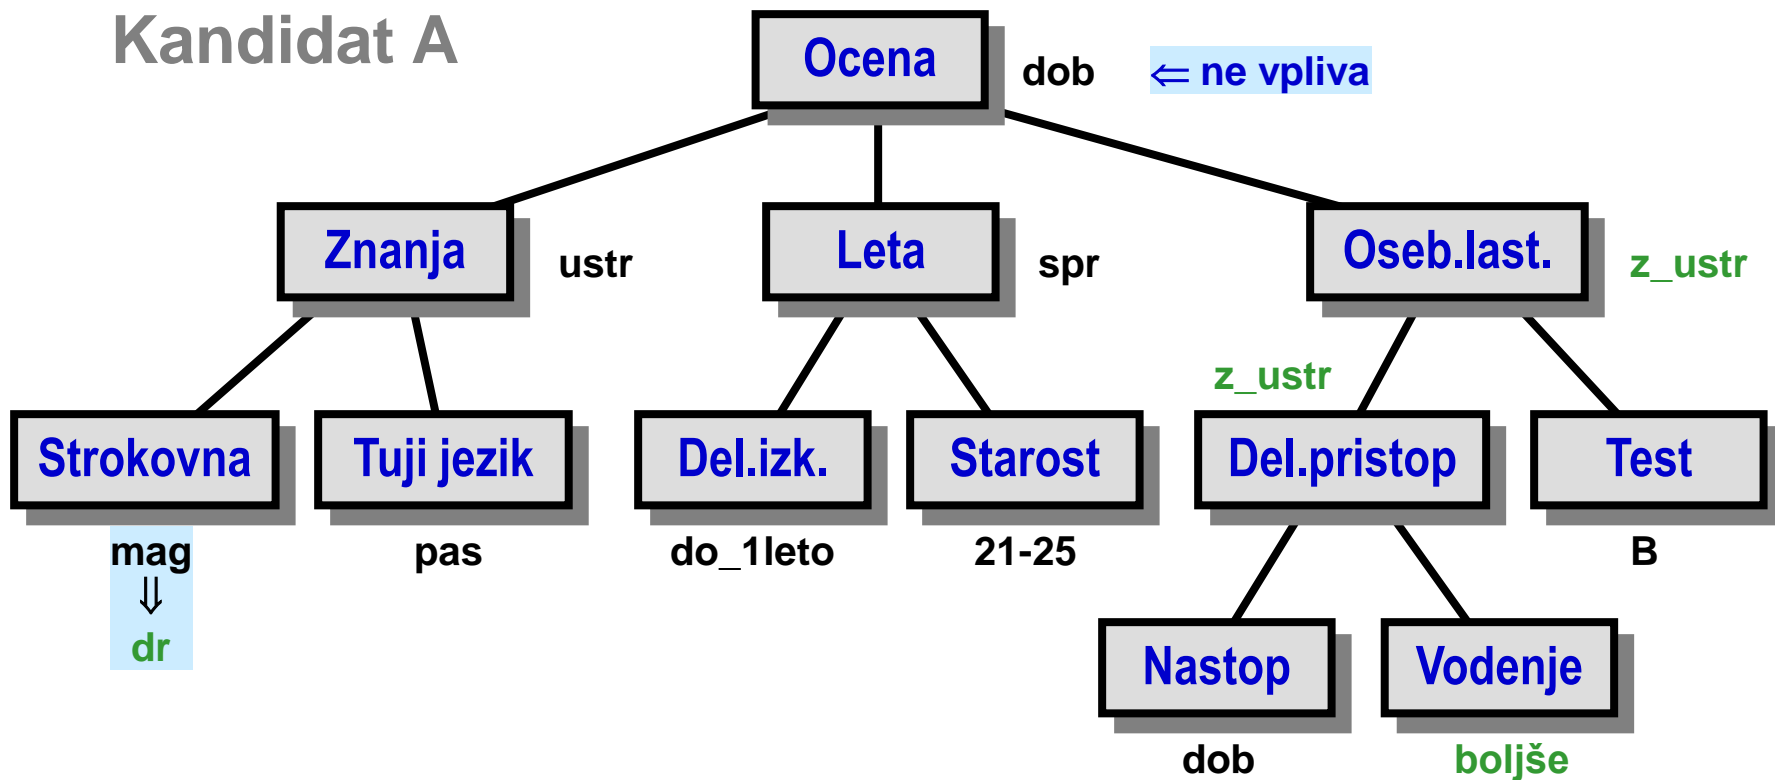 Kandidat A
Ocena
dob
⇐ ne vpliva
Znanja
ustr
Leta
spr
Oseb.last.
z_ustr
z_ustr
Strokovna
Tuji jezik
Del.izk.
Starost
Del.pristop
Test
mag
⇓
dr
pas
do_1leto
21-25
B
Nastop
Vodenje
dob
boljše